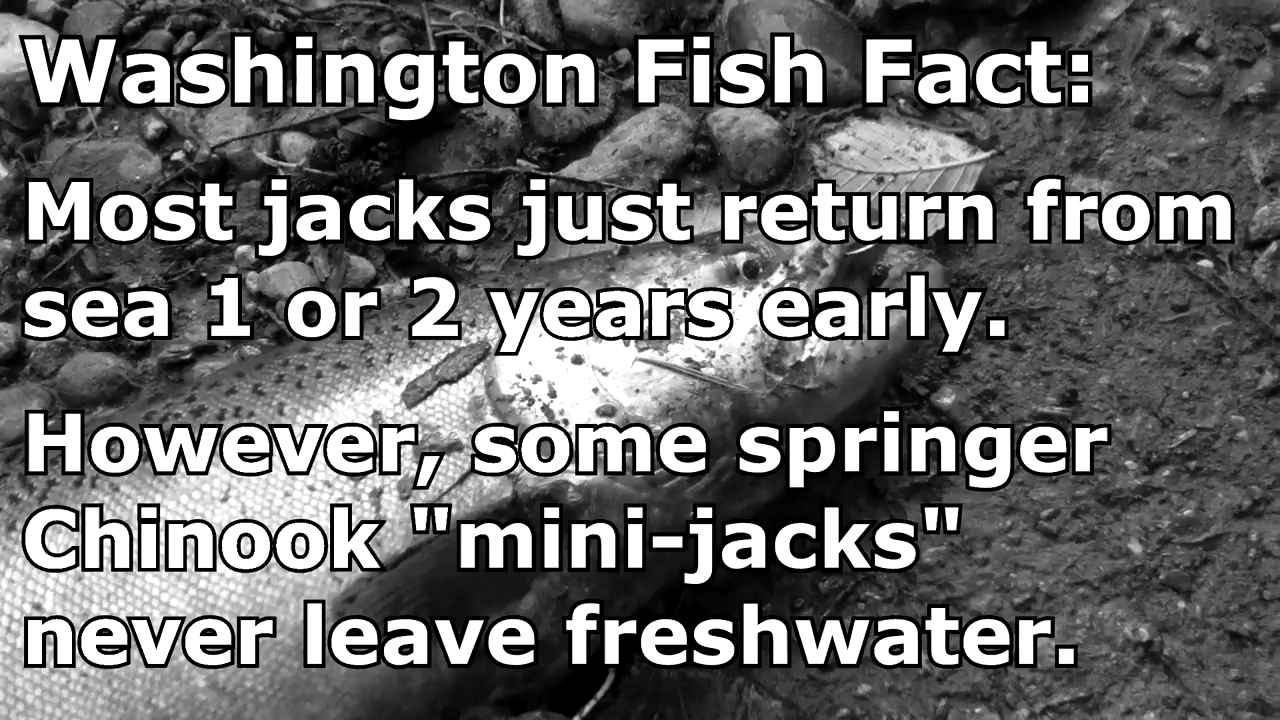 Washington Fish Fact:
Most jacks just return from
sea 1 or 2 years early.
However, some springer
Chinook "mini-jacks"
never leave freshwater.